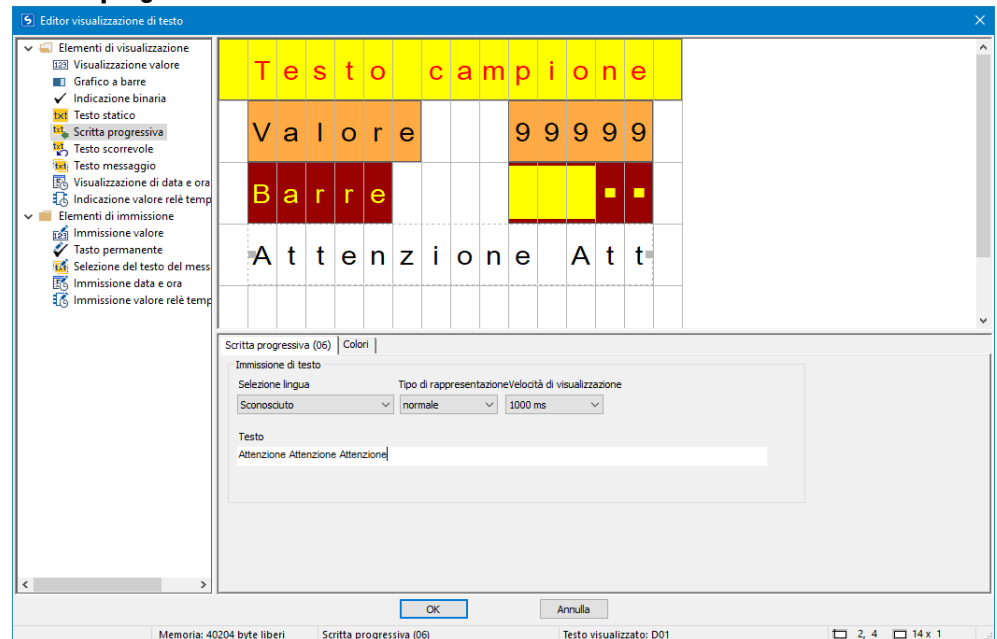 Editor visualizzazione di testo
Elementi di visualizzazione
Visualizzazione valore
Grafico a barre
Indicazione binaria
Testo statico
Scritta progressiva
Testo scorrevole
Testo messaggio
Visualizzazione di data e ora
Indicazione valore relè temp
Elementi di immissione
Immissione valore
Tasto permanente
Selezione del testo del mess
Immissione data e ora
Immissione valore relè temp
Testo campione
Valore 99999
Barre
Attenzione Att
Scritta progressiva (06) Colori
Immissione di testo
Selezione lingua Tipo di rappresentazione Velocità di visualizzazione
Sconosciuto normale 1000 ms
Testo
Attenzione Attenzione Attenzione
OK Annulla
Memoria: 40204 byte liberi Scritta progressiva (06) Testo visualizzato: D01 2, 4 14 x 1